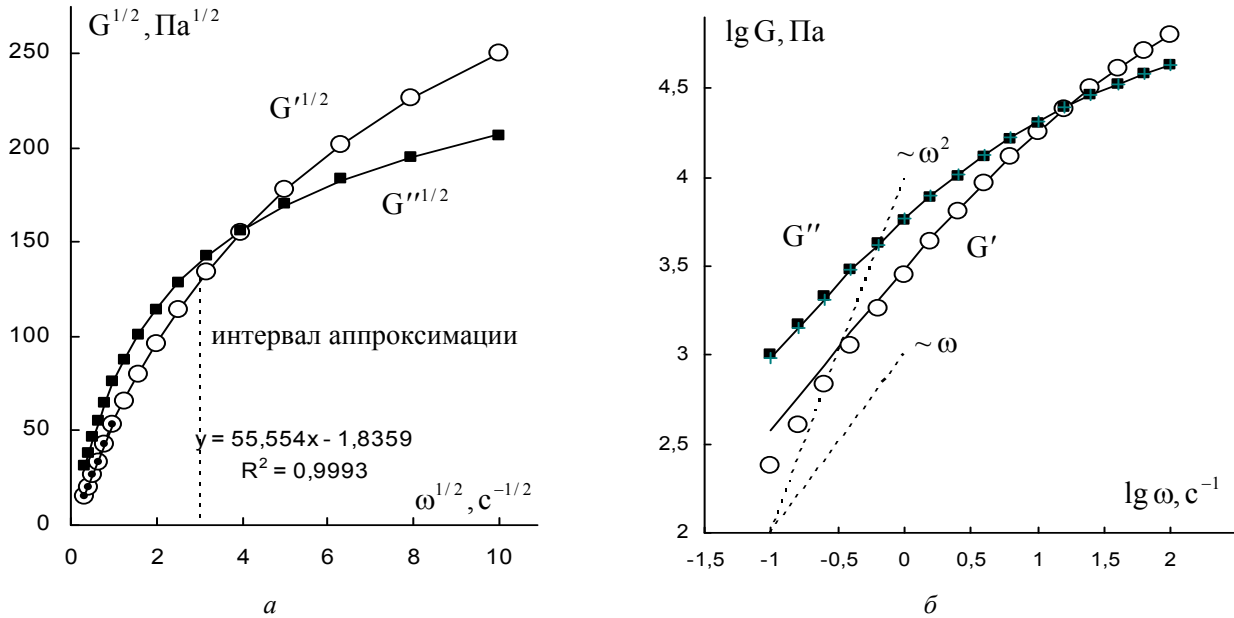 G^{1/2}, Па^{1/2}
250
200
150
100
50
0
G′^{1/2}
G′′^{1/2}
интервал аппроксимации
y = 55,554x - 1,8359
R² = 0,9993
ω^{1/2}, с^{−1/2}
0 2 4 6 8 10
а
lg G, Па
4,5
4
3,5
3
2,5
2
~ω²
G′′
G′
~ω
lg ω, с^{−1}
-1,5 -1 -0,5 0 0,5 1 1,5 2
б